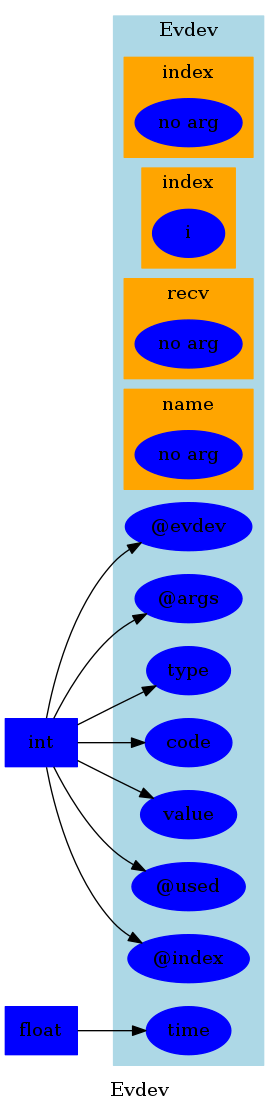 Evdev
index
no arg
index
i
recv
no arg
name
no arg
@evdev
@args
type
int
code
value
@used
@index
float
time
Evdev